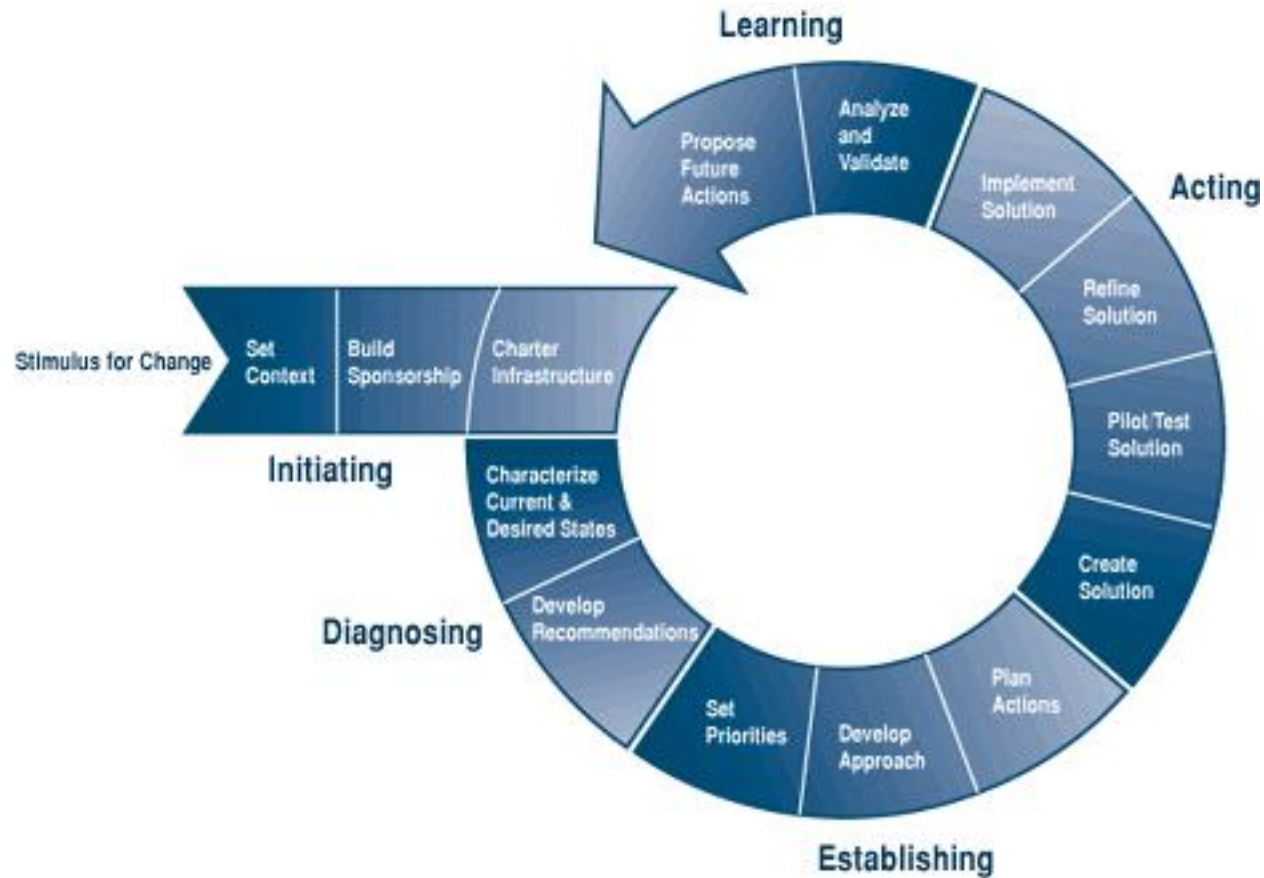 Learning
Analyze
and
Validate
Propose
Future
Actions
Implement
Solution
Acting
Refine
Solution
Stimulus for Change
Set
Context
Build
Sponsorship
Charter
Infrastructure
Pilot/Test
Solution
Initiating
Characterize
Current &
Desired States
Create
Solution
Diagnosing
Develop
Recommendations
Plan
Actions
Set
Priorities
Develop
Approach
Establishing